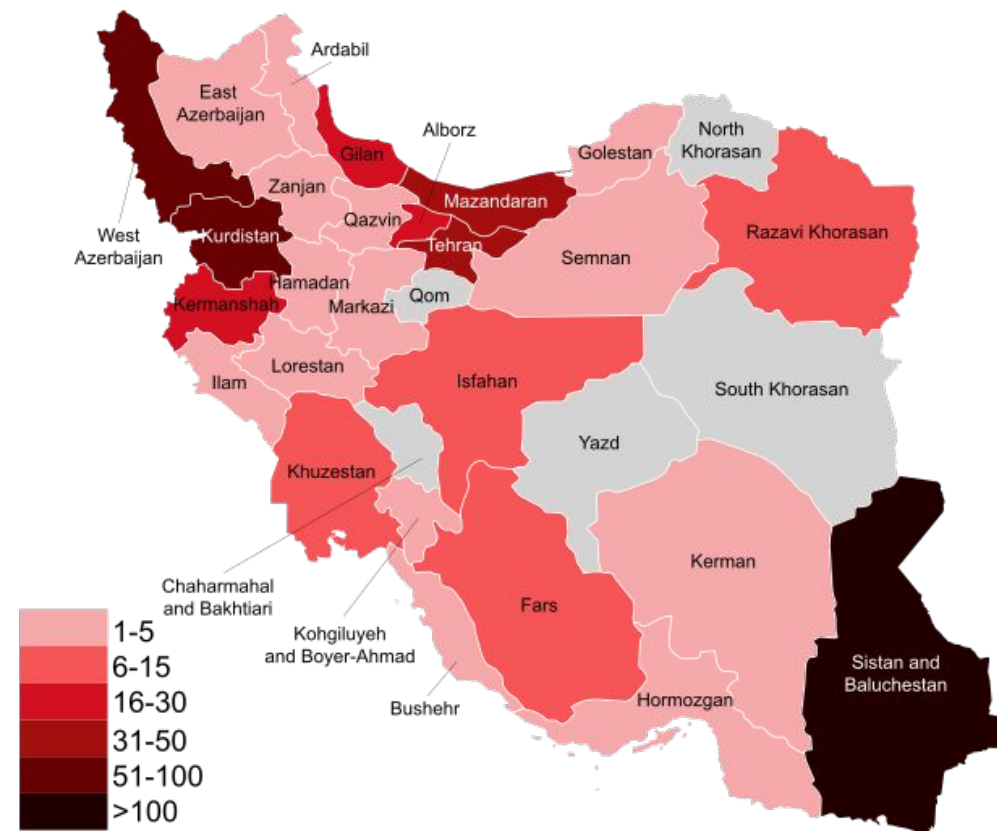 Ardabil
East
Azerbaijan
Alborz
North
Khorasan
Gilan
Golestan
Zanjan
Mazandaran
Qazvin
West
Azerbaijan
Kurdistan
Tehran
Razavi Khorasan
Semnan
Hamadan
Qom
Kermanshah
Markazi
Lorestan
Ilam
Isfahan
South Khorasan
Yazd
Khuzestan
Kerman
Chaharmahal
and Bakhtiari
Fars
Kohgiluyeh
and Boyer-Ahmad
Sistan and
Baluchestan
Bushehr
Hormozgan
1-5
6-15
16-30
31-50
51-100
>100